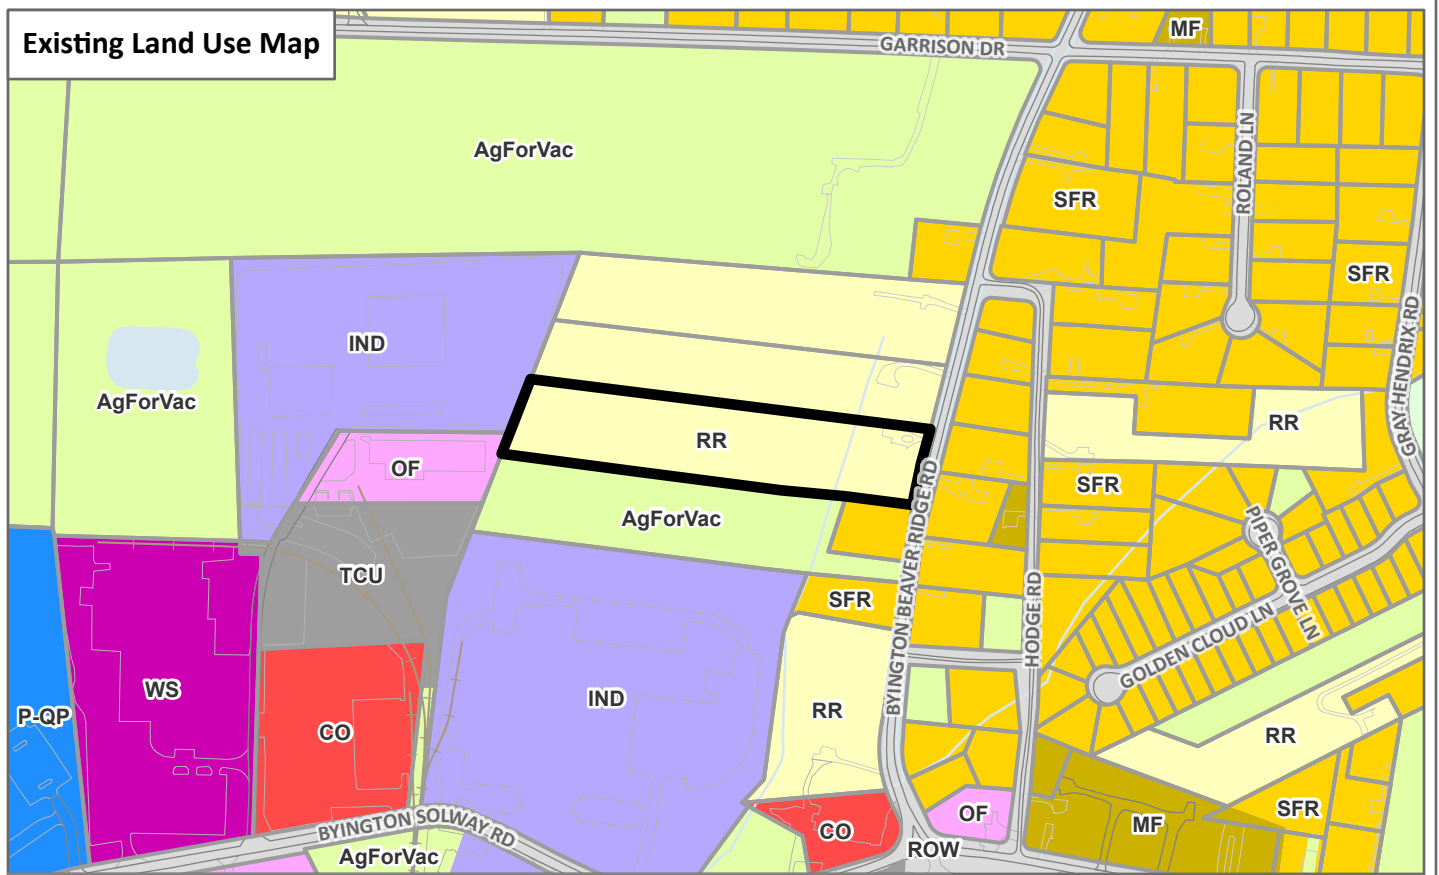 Existing Land Use Map
GARRISON DR
MF
AgForVac
SFR
ROLAND LN
SFR
GRAY HENDRIX RD
IND
AgForVac
RR
RR
OF
SFR
AgForVac
PIPER GROVE LN
TCU
SFR
BYINGTON BEAVER RIDGE RD
HODGE RD
GOLDEN CLOUD LN
WS
IND
RR
P-QP
CO
RR
BYINGTON SOLWAY RD
CO
OF
MF
SFR
AgForVac
ROW